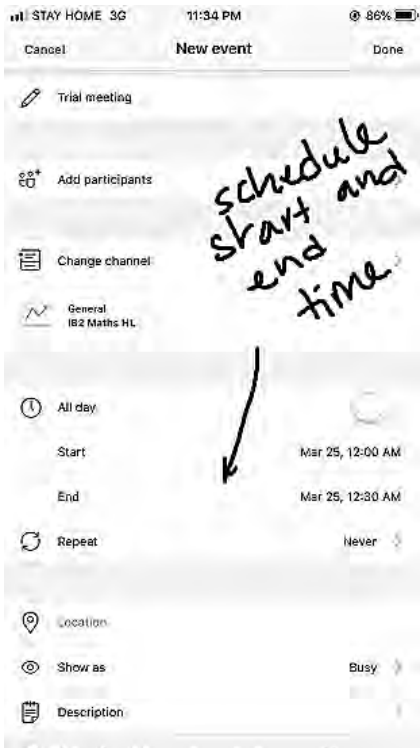 STAY HOME 3G 11:34 PM 86%
Cancel New event Done
Trial meeting
Add participants
schedule
start and
end
time
Change channel
General
IB2 Maths HL
All day
Start Mar 25, 12:00 AM
End Mar 25, 12:30 AM
Repeat Never
Location
Show as Busy
Description